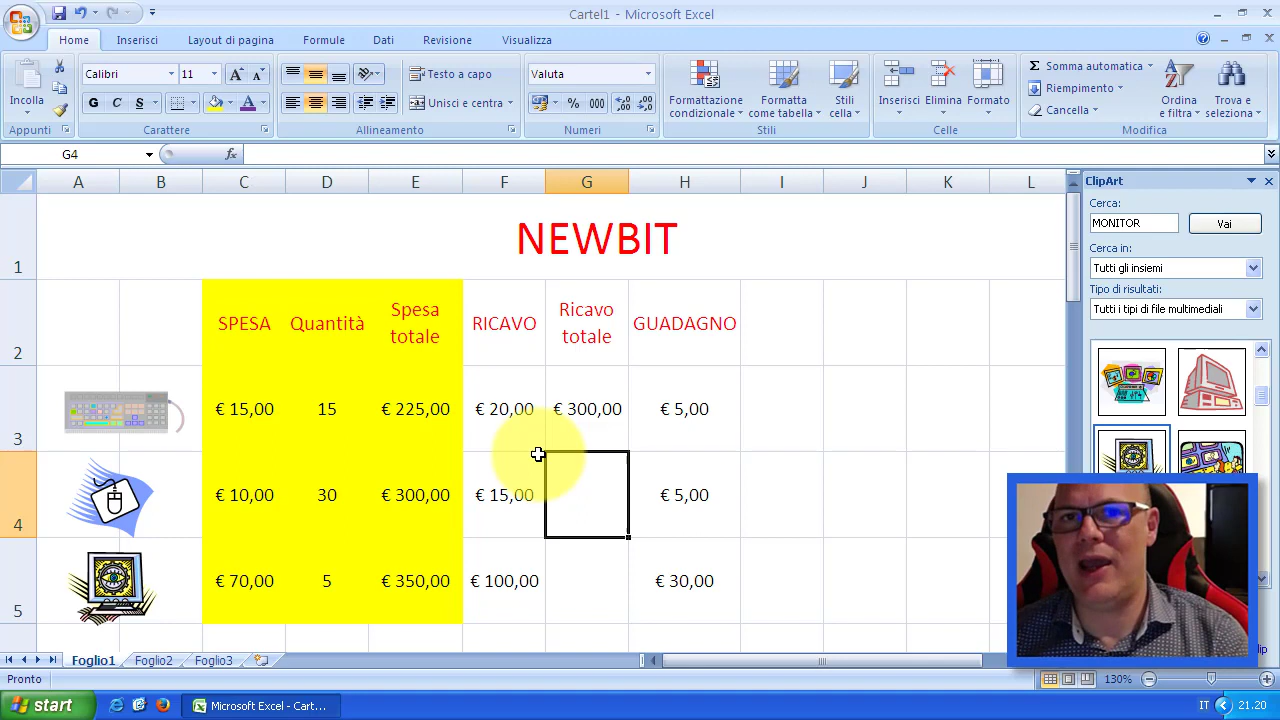 Cartel1 - Microsoft Excel
Home Inserisci Layout di pagina Formule Dati Revisione Visualizza
Incolla
Appunti
Calibri 11 A A
G C S A
Carattere
Testo a capo
Unisci e centra
Allineamento
Valuta
% 000
Numeri
Formattazione condizionale
Formatta come tabella
Stili cella
Stili
Inserisci
Elimina
Formato
Celle
Σ Somma automatica
Riempimento
Cancella
Ordina e filtra
Trova e seleziona
Modifica
G4 fx
A B C D E F G H I J K L
1 NEWBIT
2 SPESA Quantità Spesa totale RICAVO Ricavo totale GUADAGNO
3 € 15,00 15 € 225,00 € 20,00 € 300,00 € 5,00
4 € 10,00 30 € 300,00 € 15,00 € 5,00
5 € 70,00 5 € 350,00 € 100,00 € 30,00
ClipArt
Cerca:
MONITOR Vai
Cerca in:
Tutti gli insiemi
Tipo di risultati:
Tutti i tipi di file multimediali
Foglio1 Foglio2 Foglio3
Pronto 130%
start Microsoft Excel - Cart... IT 21.20